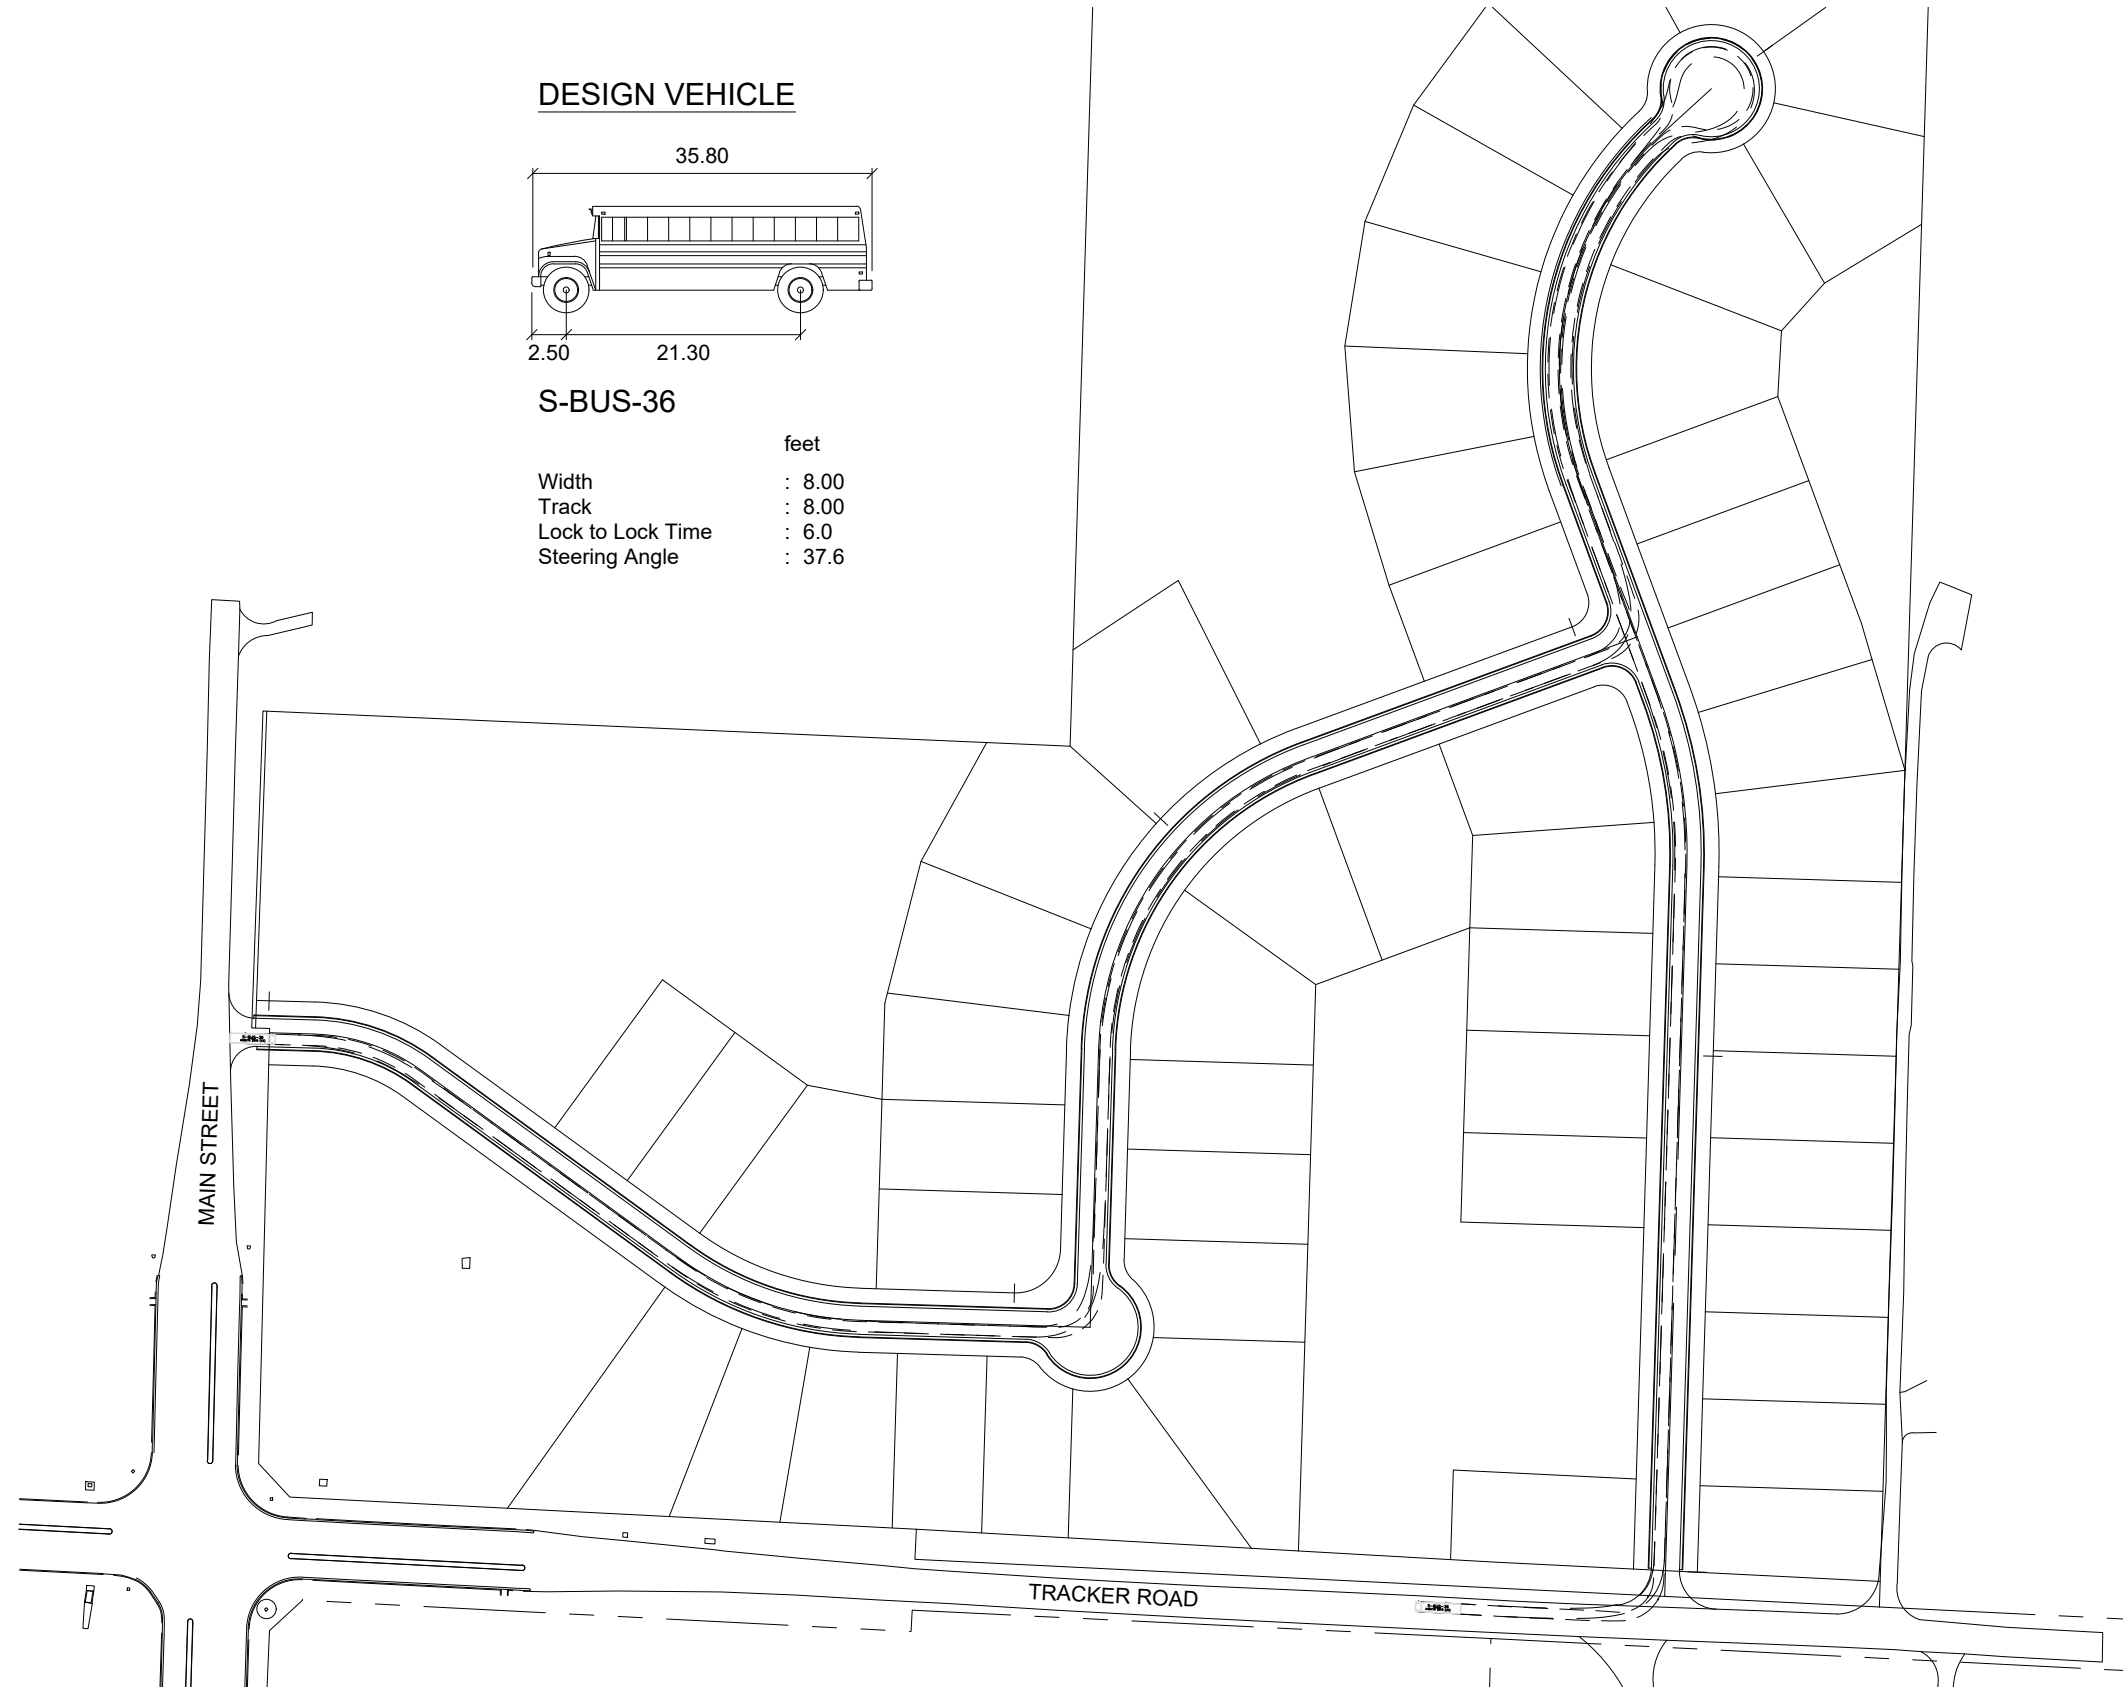 DESIGN VEHICLE
35.80
2.50 21.30
S-BUS-36
feet
Width : 8.00
Track : 8.00
Lock to Lock Time : 6.0
Steering Angle : 37.6
MAIN STREET
TRACKER ROAD